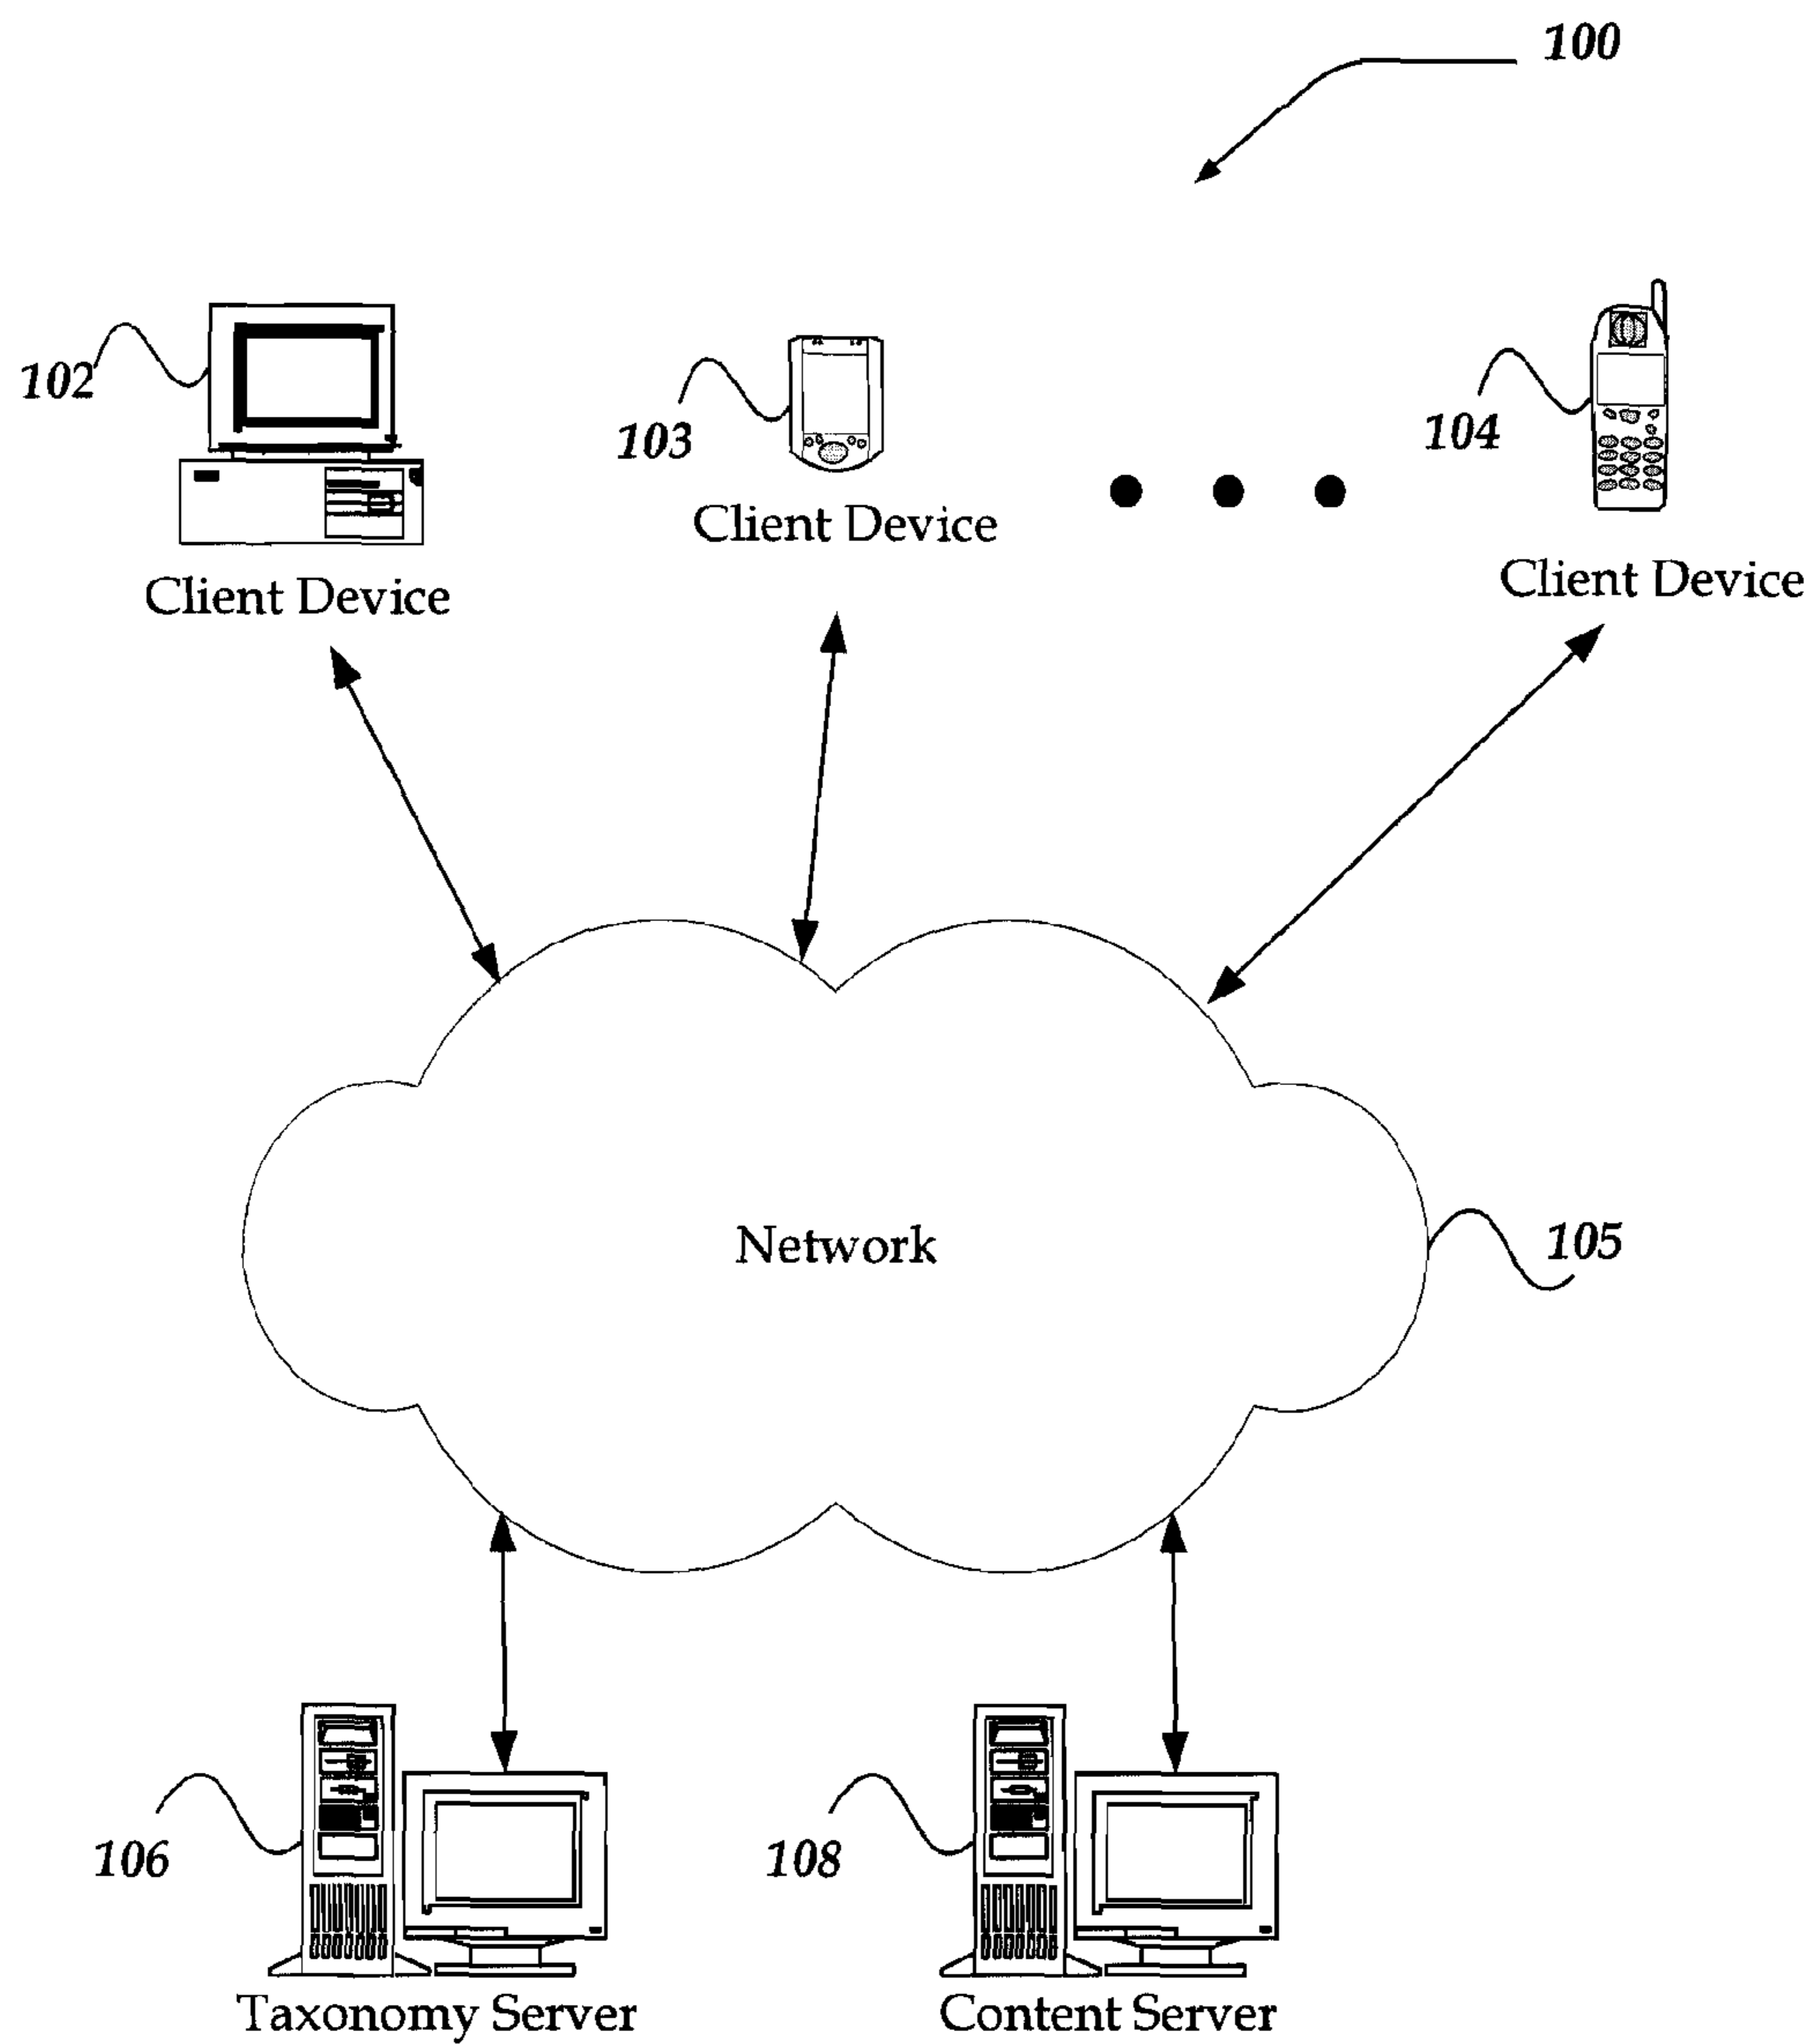 100
102
103
104
Client Device
Client Device
Client Device
Network
105
106
108
Taxonomy Server
Content Server